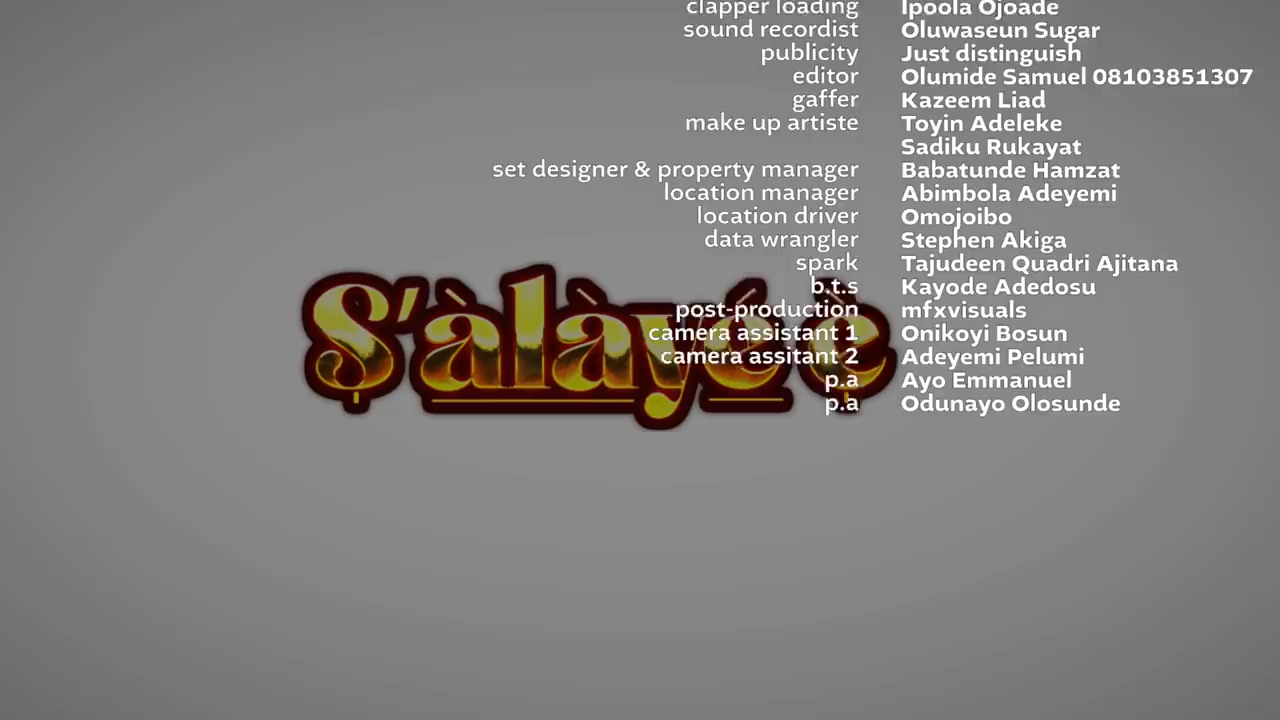 clapper loading Ipoola Ojoade
sound recordist Oluwaseun Sugar
publicity Just distinguish
editor Olumide Samuel 08103851307
gaffer Kazeem Liad
make up artiste Toyin Adeleke
Sadiku Rukayat
set designer & property manager Babatunde Hamzat
location manager Abimbola Adeyemi
location driver Omojoibo
data wrangler Stephen Akiga
spark Tajudeen Quadri Ajitana
b.t.s Kayode Adedosu
post-production mfxvisuals
camera assistant 1 Onikoyi Bosun
camera assitant 2 Adeyemi Pelumi
p.a Ayo Emmanuel
p.a Odunayo Olosunde
Ṣ'àlàyé ẹ̀